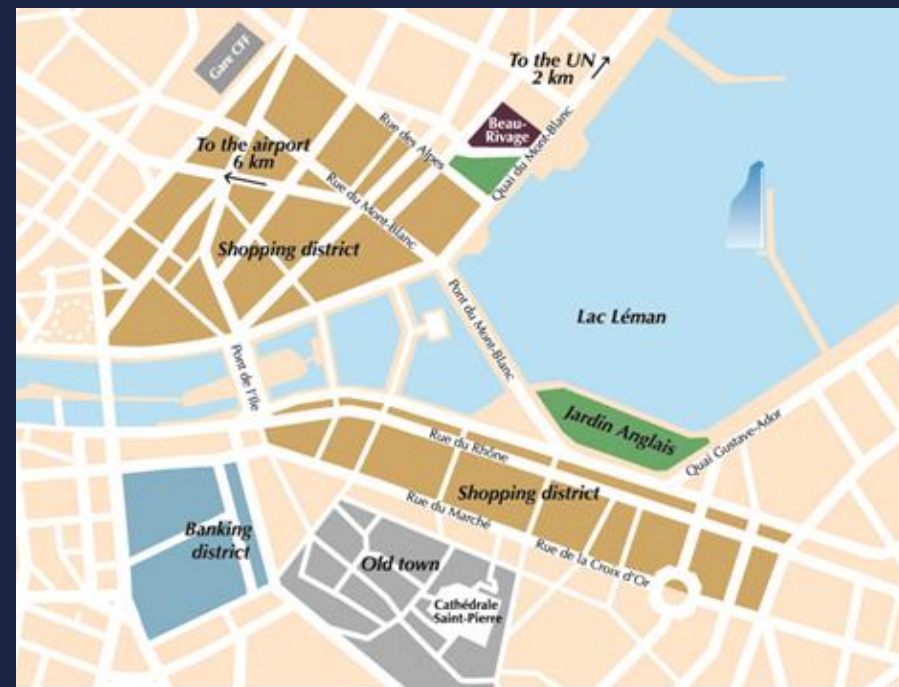 Gare CFF
To the UN
2 km
Beau-
Rivage
Rue des Alpes
To the airport
6 km
Quai du Mont-Blanc
Rue du Mont-Blanc
Shopping district
Pont du Mont-Blanc
Lac Léman
Pont de l'Ile
Jardin Anglais
Quai Gustave-Ador
Rue du Rhône
Shopping district
Rue du Marché
Banking
district
Rue de la Croix d'Or
Old town
Cathédrale
Saint-Pierre